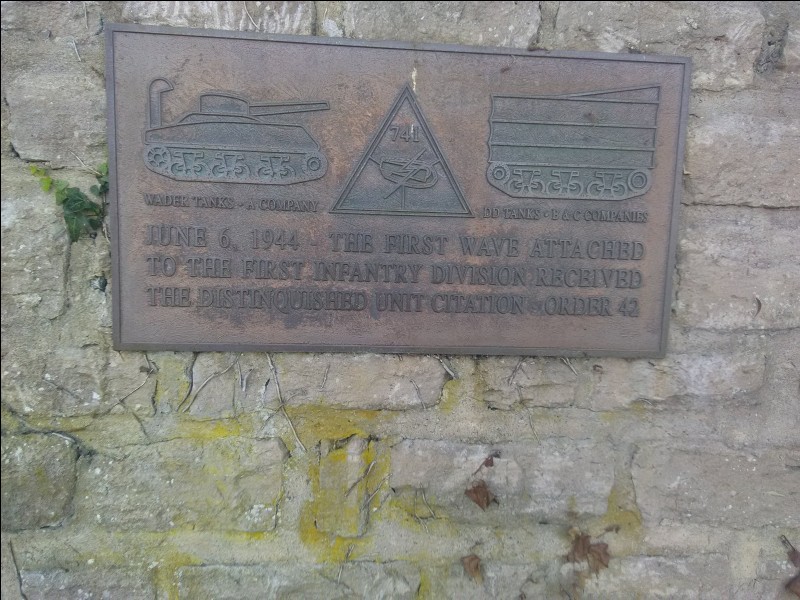 741
WADER TANKS - A COMPANY
DD TANKS - B & C COMPANIES
JUNE 6, 1944 - THE FIRST WAVE ATTACHED
TO THE FIRST INFANTRY DIVISION RECEIVED
THE DISTINQUISHED UNIT CITATION - ORDER 42